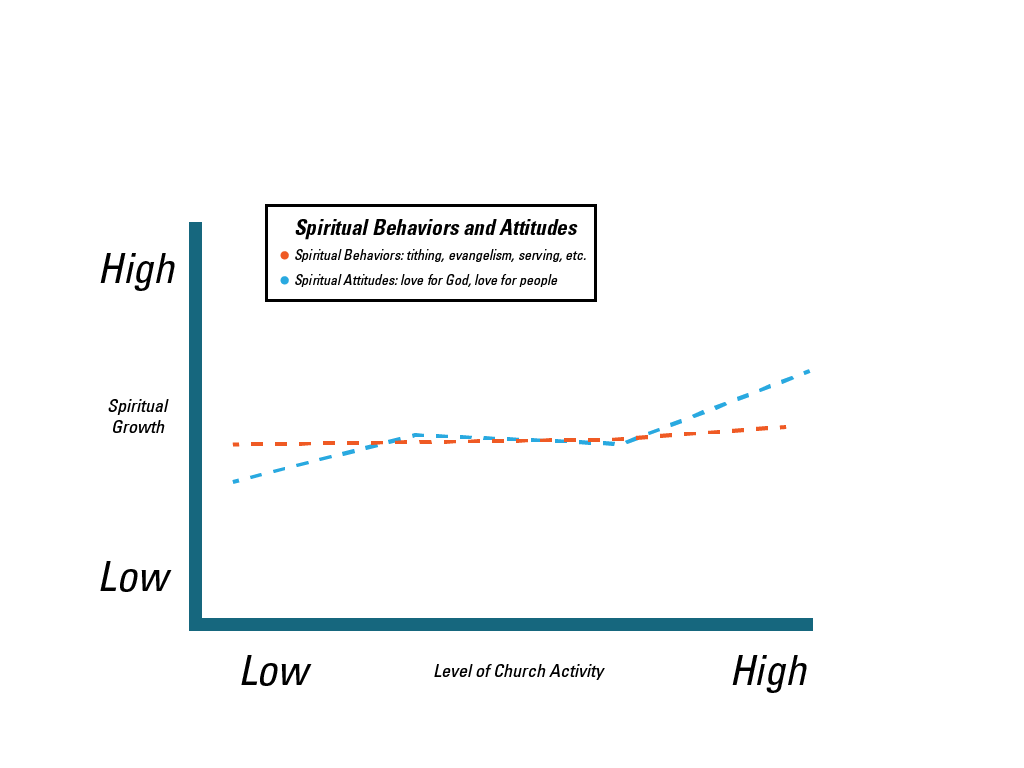 Spiritual Behaviors and Attitudes
Spiritual Behaviors: tithing, evangelism, serving, etc.
Spiritual Attitudes: love for God, love for people
High
Spiritual
Growth
Low
Low
Level of Church Activity
High